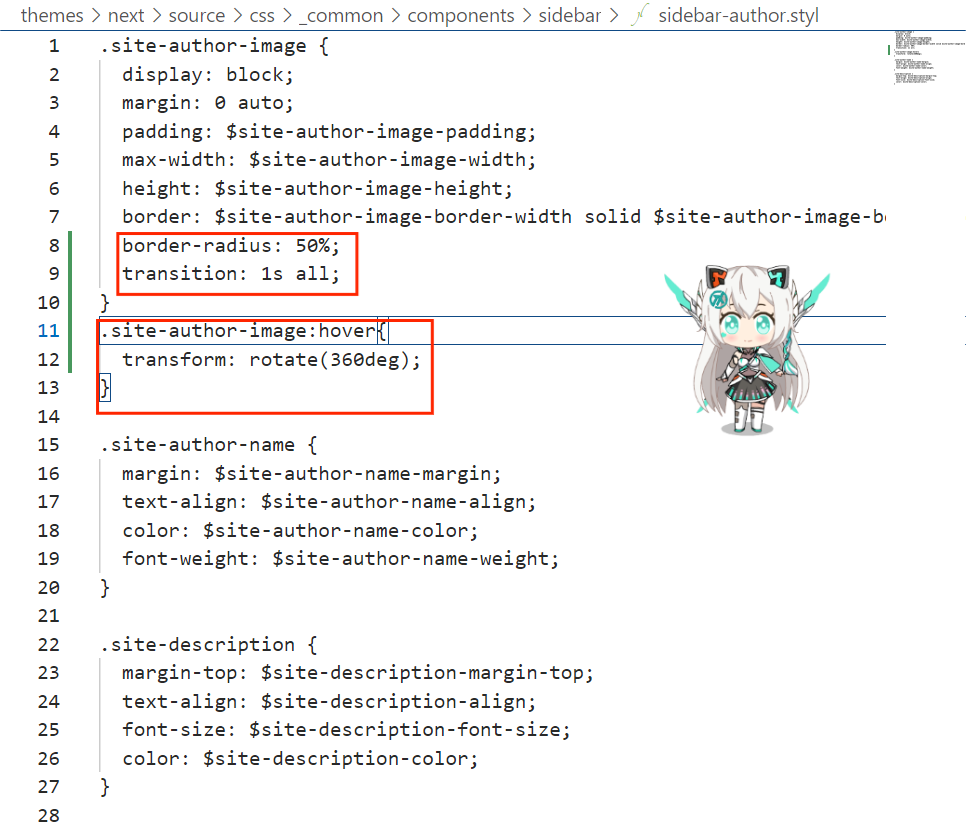 themes > next > source > css > _common > components > sidebar > sidebar-author.styl
1 .site-author-image {
2 display: block;
3 margin: 0 auto;
4 padding: $site-author-image-padding;
5 max-width: $site-author-image-width;
6 height: $site-author-image-height;
7 border: $site-author-image-border-width solid $site-author-image-bo
8 border-radius: 50%;
9 transition: 1s all;
10 }
11 .site-author-image:hover{
12 transform: rotate(360deg);
13 }
14
15 .site-author-name {
16 margin: $site-author-name-margin;
17 text-align: $site-author-name-align;
18 color: $site-author-name-color;
19 font-weight: $site-author-name-weight;
20 }
21
22 .site-description {
23 margin-top: $site-description-margin-top;
24 text-align: $site-description-align;
25 font-size: $site-description-font-size;
26 color: $site-description-color;
27 }
28